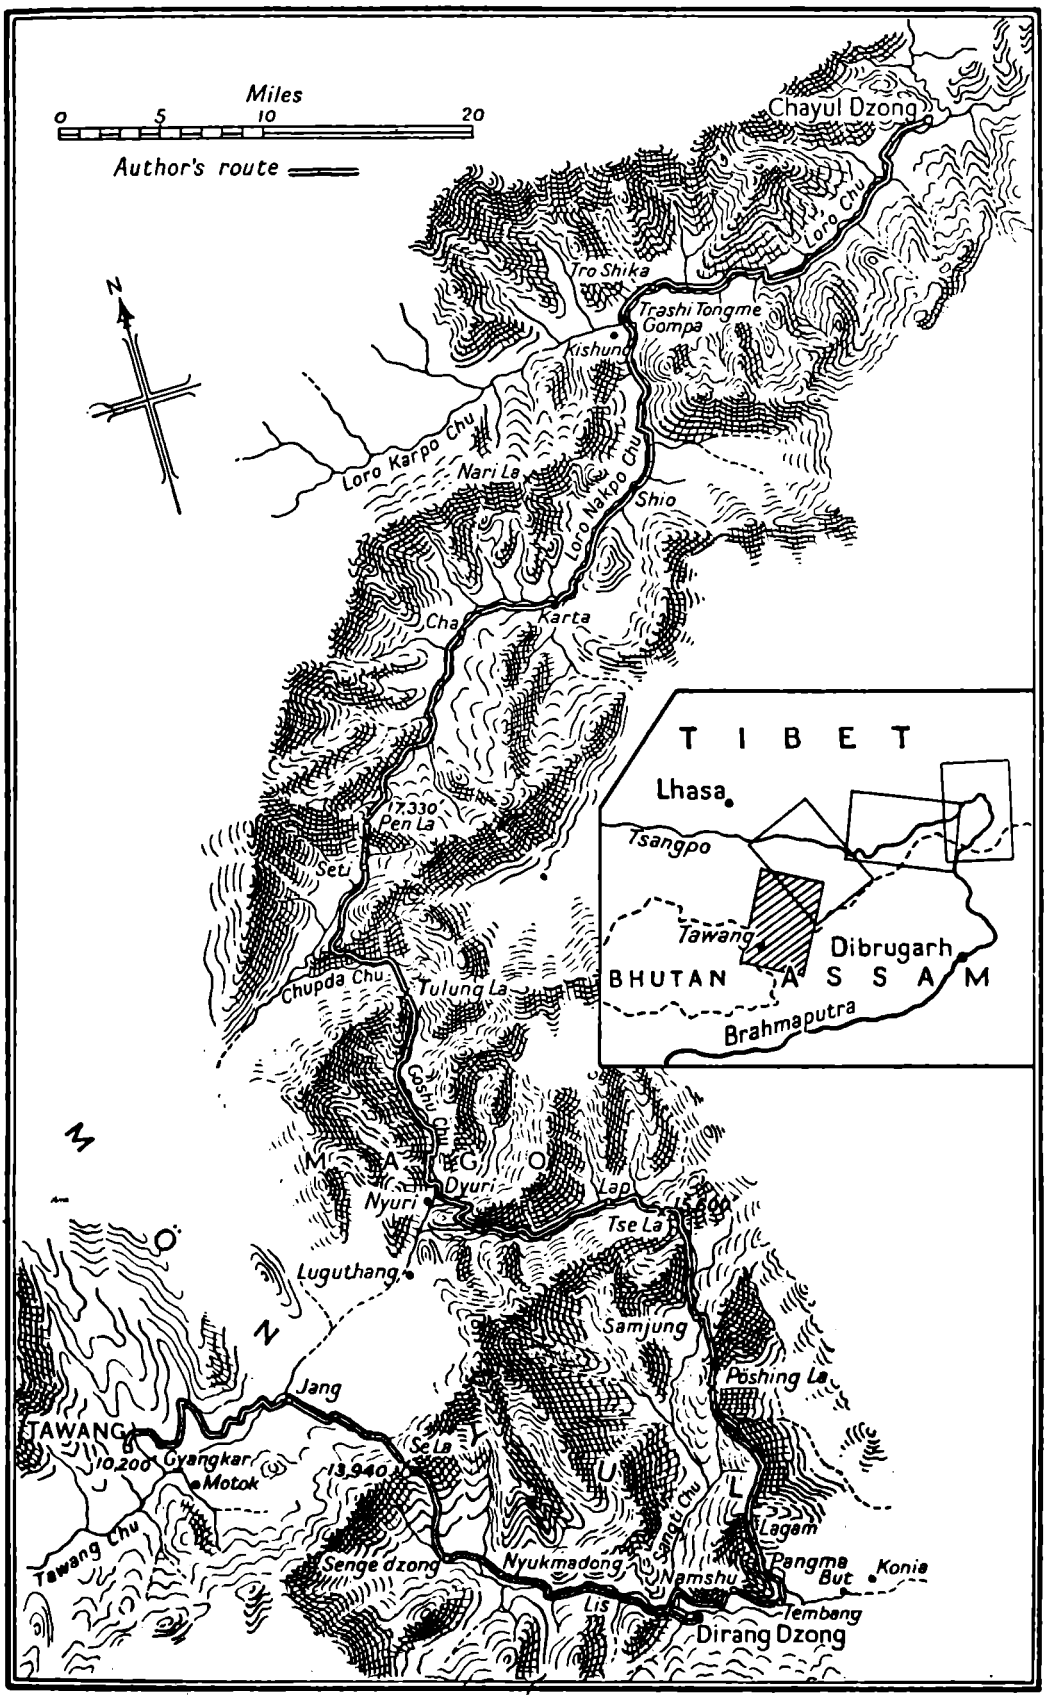 Miles
0 5 10 20
Author's route
N
Chayul Dzong
Loro Chu
Tro Shika
Trashi Tongme
Gompa
Kishung
Loro Karpo Chu
Nari La
Loro Nakpo Chu
Shio
Cha
Karta
17,330'
Pen La
Seti
Chupda Chu
Tulung La
Goshu Chu
M A G O
Dyuri
Nyuri
Lap
15,600
Tse La
Luguthang
Samjung
Poshing La
M O N
Jang
TAWANG
10,200
Gyangkar
Motok
Se La
13,940
Tawang Chu
U L L
Sangti Chu
Lagam
Senge dzong
Nyukmadong
Namshu
Pangma
But
Konia
Lis
Tembang
Dirang Dzong
T I B E T
Lhasa
Tsangpo
Tawang
Dibrugarh
BHUTAN
A S S A M
Brahmaputra